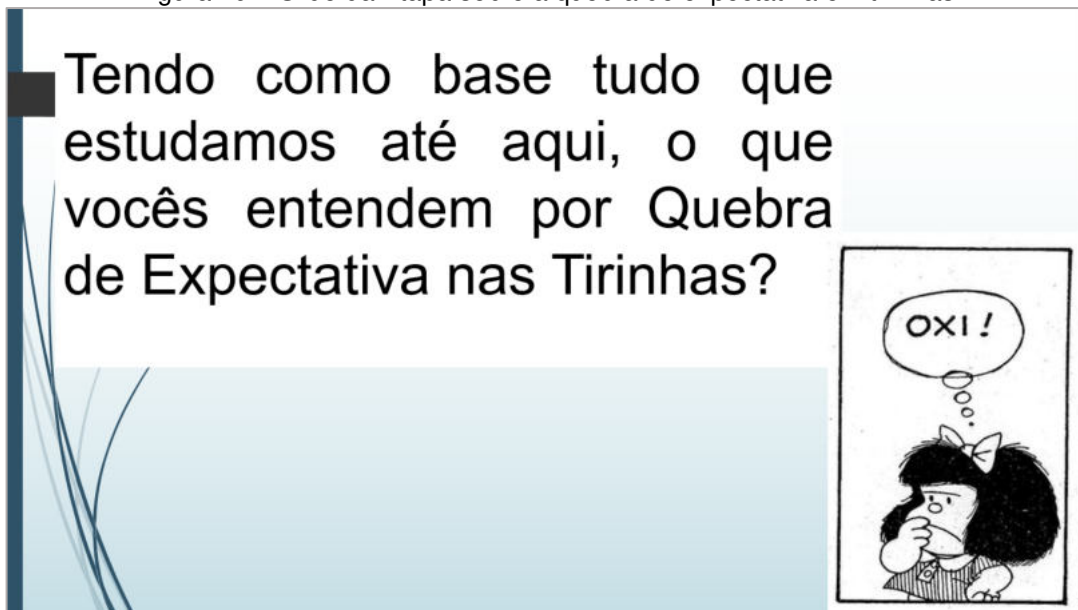 Tendo como base tudo que
estudamos até aqui, o que
vocês entendem por Quebra
de Expectativa nas Tirinhas?
OXI!